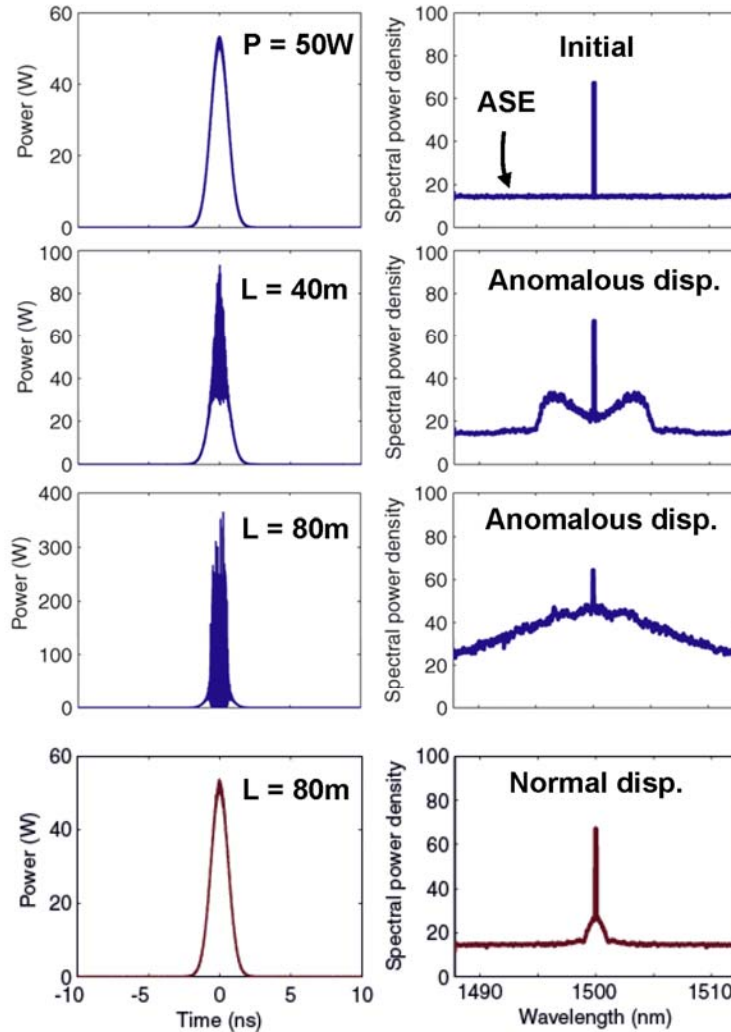 60
40
20
0
Power (W)
P = 50W
100
80
60
40
20
0
Spectral power density
Initial
ASE
100
80
60
40
20
0
Power (W)
L = 40m
100
80
60
40
20
0
Spectral power density
Anomalous disp.
400
300
200
100
0
Power (W)
L = 80m
100
80
60
40
20
0
Spectral power density
Anomalous disp.
60
40
20
0
Power (W)
L = 80m
-10 -5 0 5 10
Time (ns)
100
80
60
40
20
0
Spectral power density
Normal disp.
1490 1500 1510
Wavelength (nm)